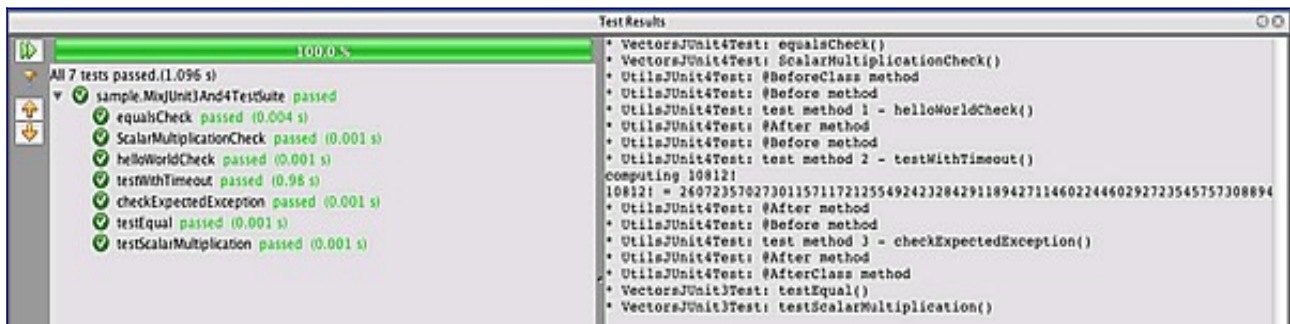 Test Results
100.0 %
All 7 tests passed.(1.096 s)
sample.MixJUnit3And4TestSuite passed
equalsCheck passed (0.004 s)
ScalarMultiplicationCheck passed (0.001 s)
helloWorldCheck passed (0.001 s)
testWithTimeout passed (0.98 s)
checkExpectedException passed (0.001 s)
testEqual passed (0.001 s)
testScalarMultiplication passed (0.001 s)
* VectorsJUnit4Test: equalsCheck()
* VectorsJUnit4Test: ScalarMultiplicationCheck()
* UtilsJUnit4Test: @BeforeClass method
* UtilsJUnit4Test: @Before method
* UtilsJUnit4Test: test method 1 - helloWorldCheck()
* UtilsJUnit4Test: @After method
* UtilsJUnit4Test: @Before method
* UtilsJUnit4Test: test method 2 - testWithTimeout()
computing 10812!
10812! = 260723570273011571172125549242328429118942711460224460292723545757308894
* UtilsJUnit4Test: @After method
* UtilsJUnit4Test: @Before method
* UtilsJUnit4Test: test method 3 - checkExpectedException()
* UtilsJUnit4Test: @After method
* UtilsJUnit4Test: @AfterClass method
* VectorsJUnit3Test: testEqual()
* VectorsJUnit3Test: testScalarMultiplication()